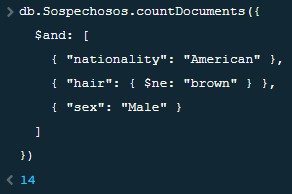 > db.Sospechosos.countDocuments({
$and: [
{ "nationality": "American" },
{ "hair": { $ne: "brown" } },
{ "sex": "Male" }
]
})
< 14